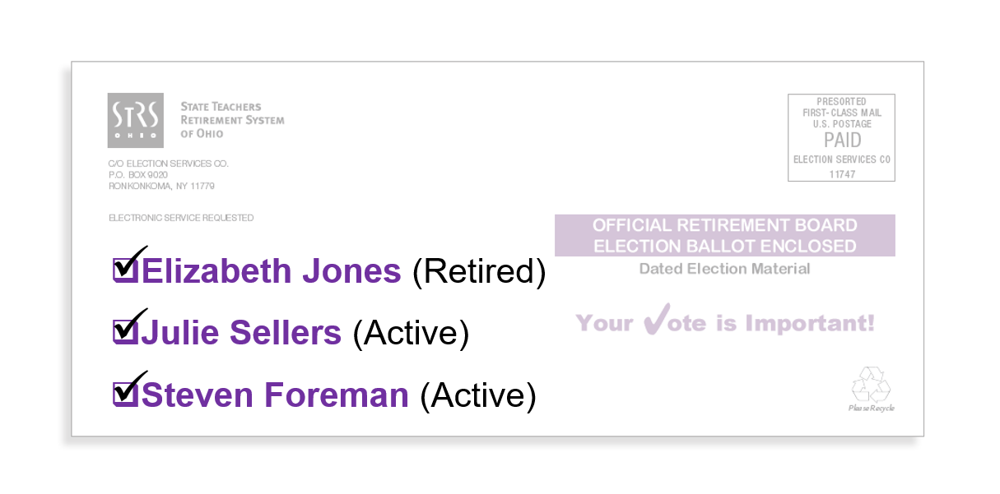 STRS
OHIO
STATE TEACHERS
RETIREMENT SYSTEM
OF OHIO
C/O ELECTION SERVICES CO.
P.O. BOX 9020
RONKONKOMA, NY 11779
ELECTRONIC SERVICE REQUESTED
PRESORTED
FIRST-CLASS MAIL
U.S. POSTAGE
PAID
ELECTION SERVICES CO
11747
OFFICIAL RETIREMENT BOARD
ELECTION BALLOT ENCLOSED
Dated Election Material
Your Vote is Important!
Elizabeth Jones (Retired)
Julie Sellers (Active)
Steven Foreman (Active)
Please Recycle